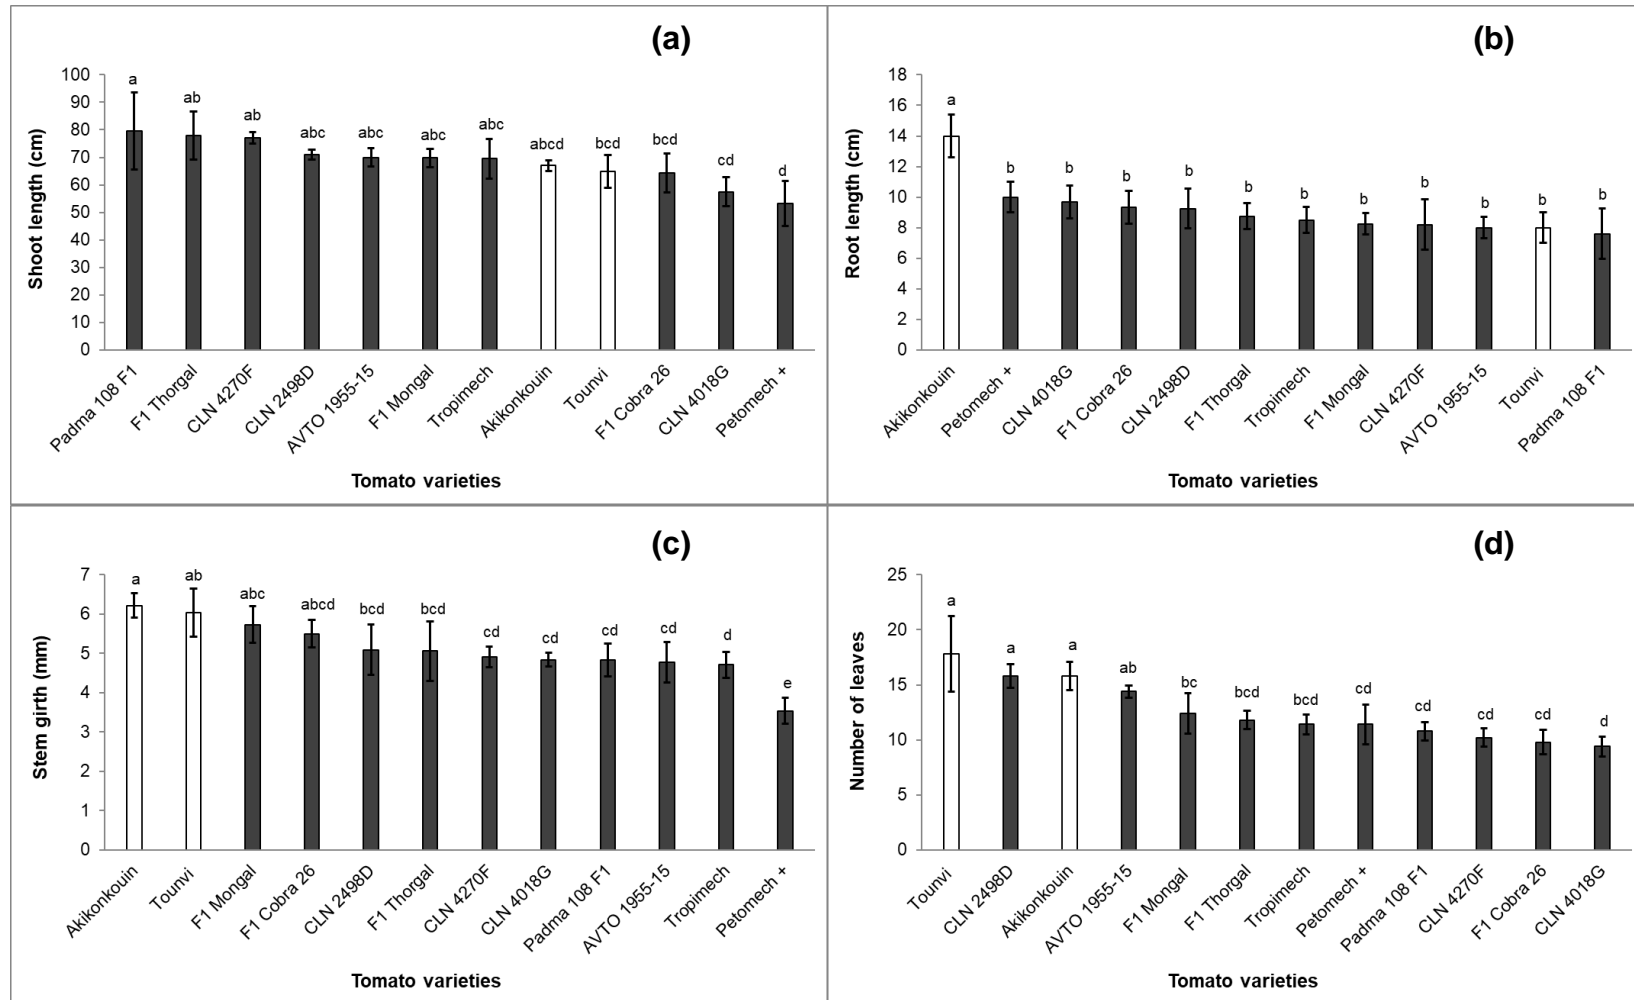 (a)
Shoot length (cm)
100
90
80
70
60
50
40
30
20
10
0
a ab ab abc abc abc abc abcd bcd bcd cd d
Padma 108 F1 F1 Thorgal CLN 4270F CLN 2498D AVTO 1955-15 F1 Mongal Tropimech Akikonkouin Tounvi F1 Cobra 26 CLN 4018G Petomech +
Tomato varieties
(b)
Root length (cm)
18
16
14
12
10
8
6
4
2
0
a b b b b b b b b b b b
Akikonkouin Petomech + CLN 4018G F1 Cobra 26 CLN 2498D F1 Thorgal Tropimech F1 Mongal CLN 4270F AVTO 1955-15 Tounvi Padma 108 F1
Tomato varieties
(c)
Stem girth (mm)
7
6
5
4
3
2
1
0
a ab abc abcd bcd bcd cd cd cd cd d e
Akikonkouin Tounvi F1 Mongal F1 Cobra 26 CLN 2498D F1 Thorgal CLN 4270F CLN 4018G Padma 108 F1 AVTO 1955-15 Tropimech Petomech +
Tomato varieties
(d)
Number of leaves
25
20
15
10
5
0
a a a ab bc bcd bcd cd cd cd cd d
Tounvi CLN 2498D Akikonkouin AVTO 1955-15 F1 Mongal F1 Thorgal Tropimech Petomech + Padma 108 F1 CLN 4270F F1 Cobra 26 CLN 4018G
Tomato varieties